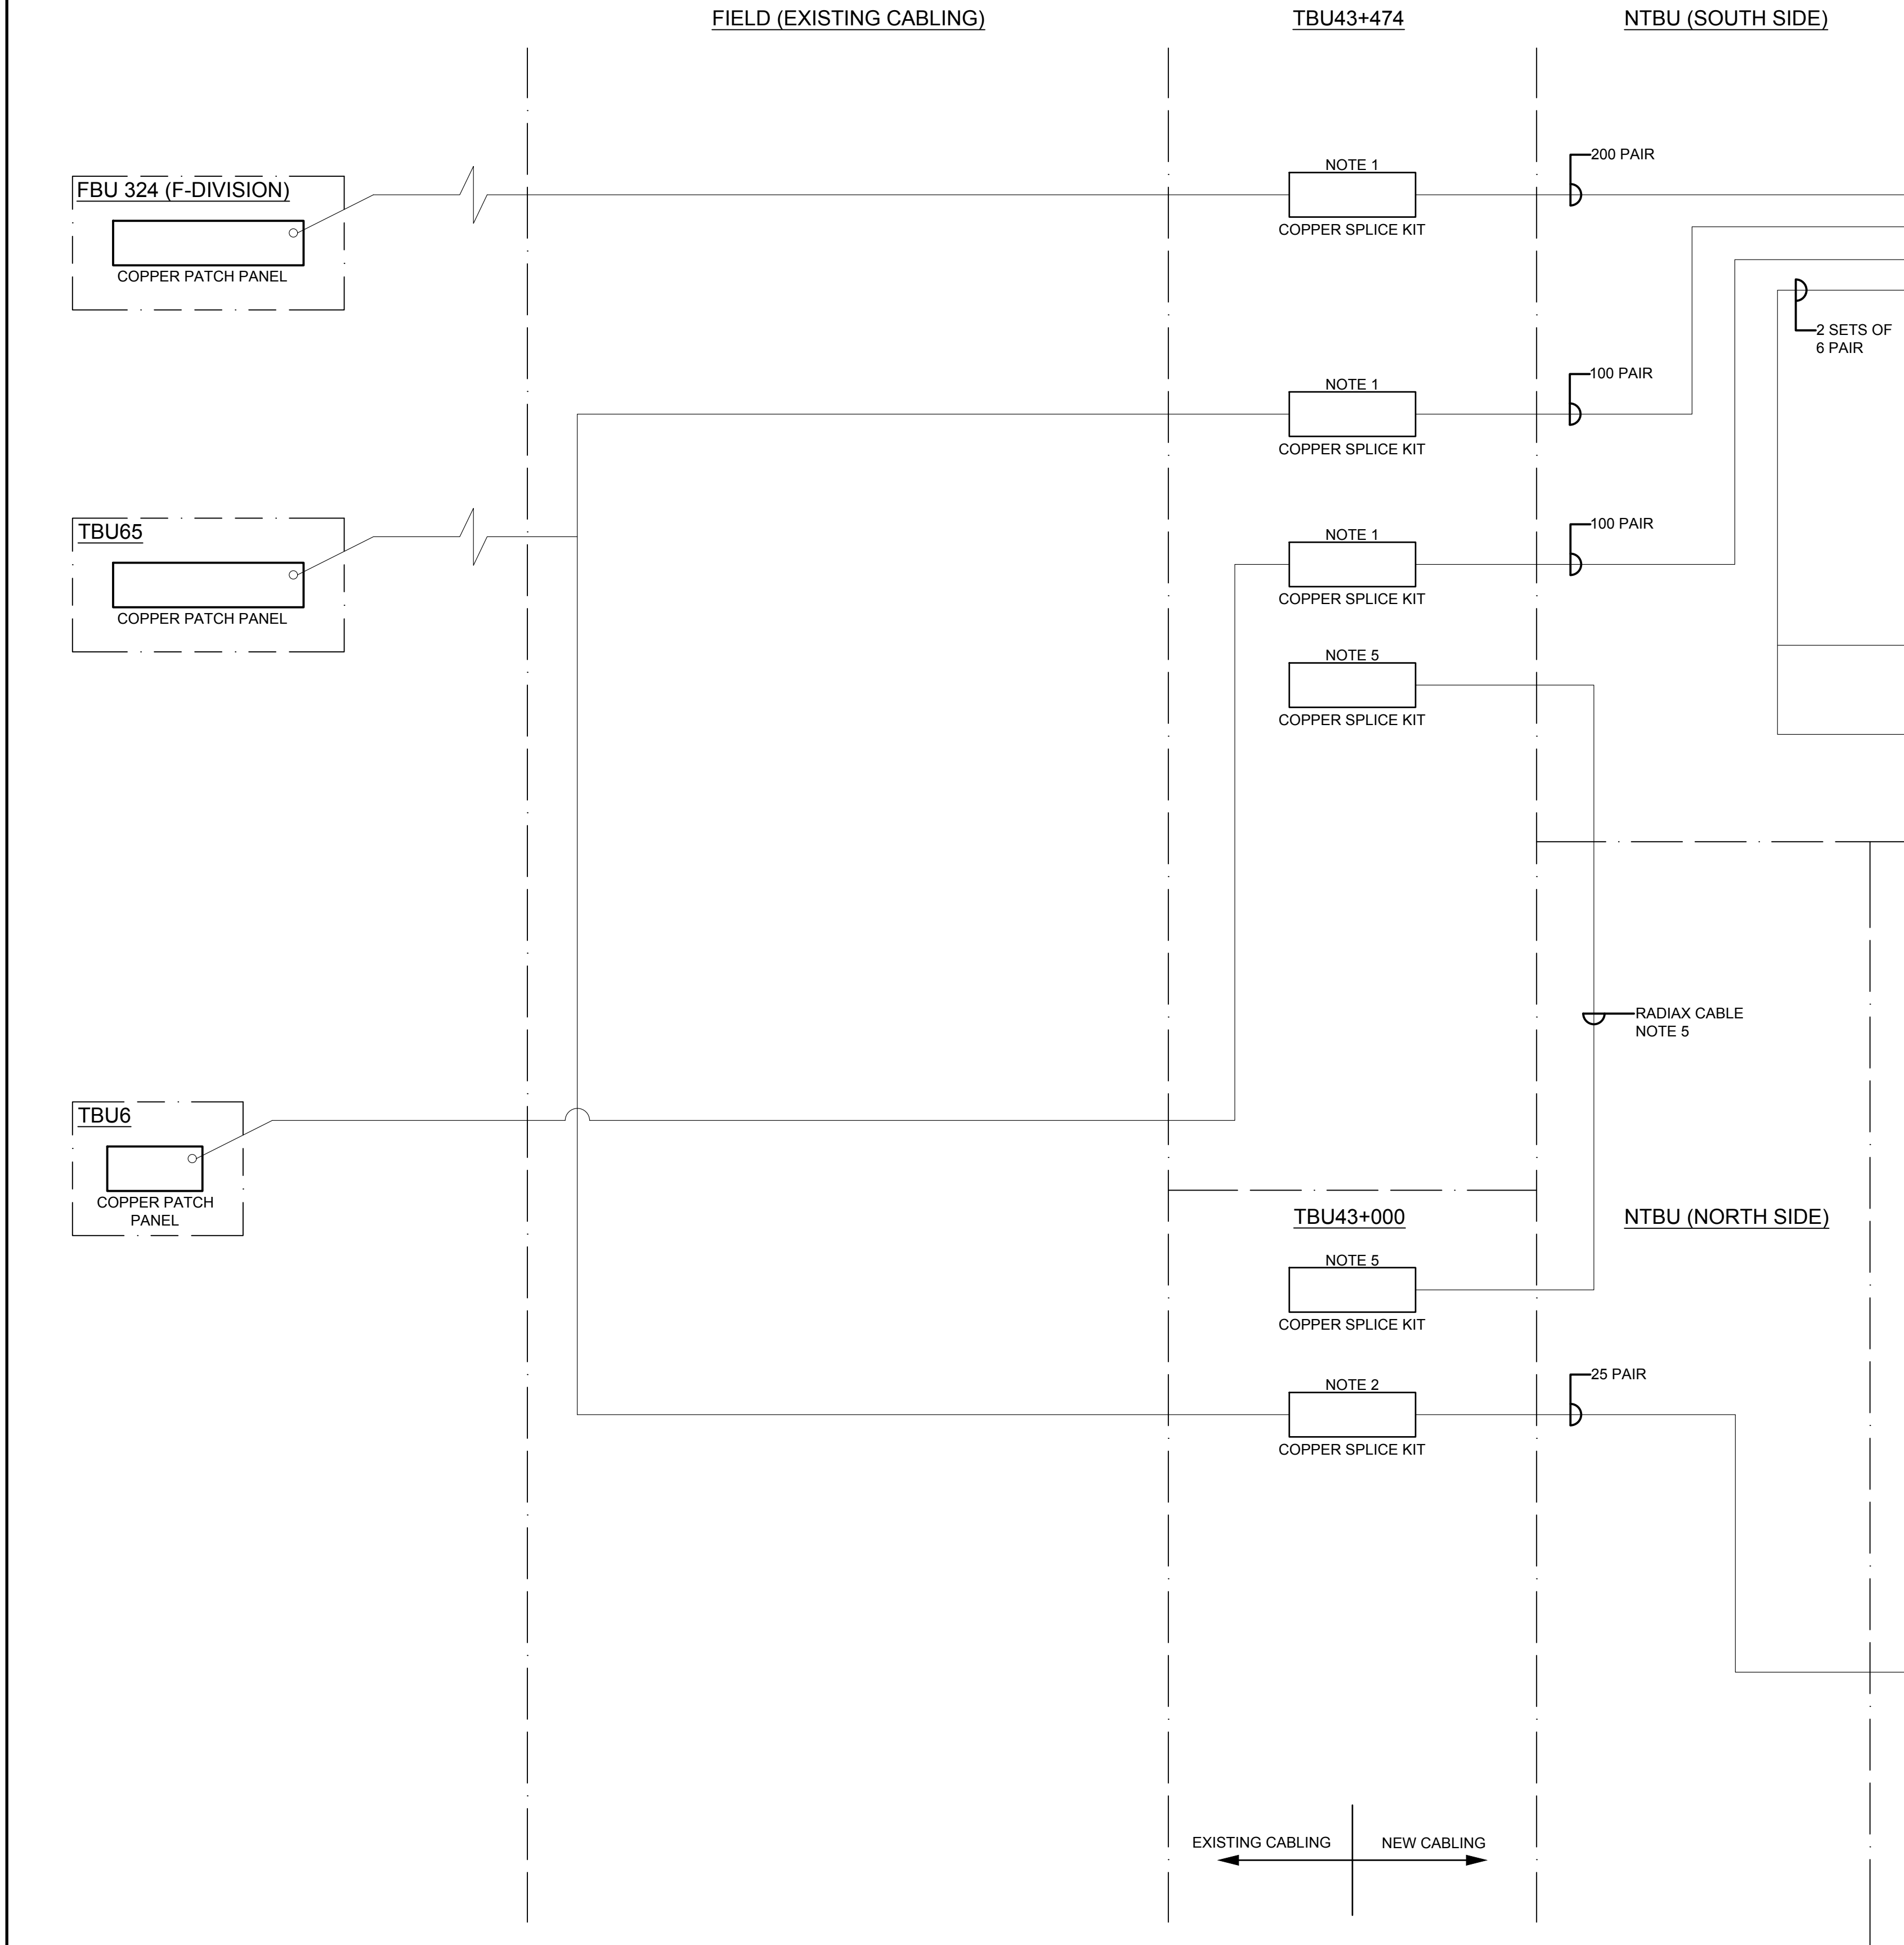 FIELD (EXISTING CABLING)
TBU43+474
NTBU (SOUTH SIDE)
200 PAIR
NOTE 1
COPPER SPLICE KIT
FBU 324 (F-DIVISION)
COPPER PATCH PANEL
2 SETS OF
6 PAIR
100 PAIR
NOTE 1
COPPER SPLICE KIT
TBU65
COPPER PATCH PANEL
100 PAIR
NOTE 1
COPPER SPLICE KIT
NOTE 5
COPPER SPLICE KIT
RADIAX CABLE
NOTE 5
TBU6
COPPER PATCH
PANEL
TBU43+000
NTBU (NORTH SIDE)
NOTE 5
COPPER SPLICE KIT
25 PAIR
NOTE 2
COPPER SPLICE KIT
EXISTING CABLING
NEW CABLING